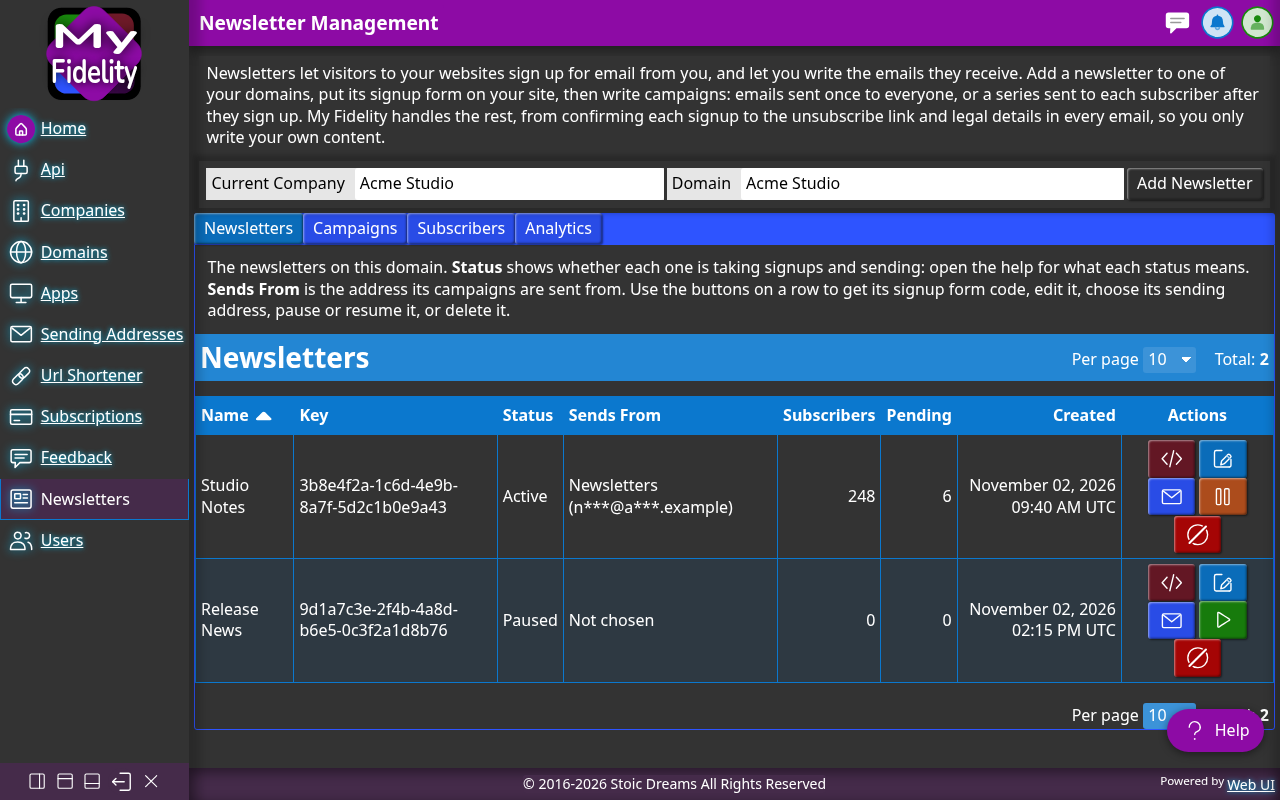 My
Fidelity
Home
Api
Companies
Domains
Apps
Sending Addresses
Url Shortener
Subscriptions
Feedback
Newsletters
Users
Newsletter Management
Newsletters let visitors to your websites sign up for email from you, and let you write the emails they receive. Add a newsletter to one of
your domains, put its signup form on your site, then write campaigns: emails sent once to everyone, or a series sent to each subscriber after
they sign up. My Fidelity handles the rest, from confirming each signup to the unsubscribe link and legal details in every email, so you only
write your own content.
Current Company Acme Studio Domain Acme Studio Add Newsletter
Newsletters Campaigns Subscribers Analytics
The newsletters on this domain. Status shows whether each one is taking signups and sending: open the help for what each status means.
Sends From is the address its campaigns are sent from. Use the buttons on a row to get its signup form code, edit it, choose its sending
address, pause or resume it, or delete it.
Newsletters Per page 10 Total: 2
Name Key Status Sends From Subscribers Pending Created Actions
Studio Notes 3b8e4f2a-1c6d-4e9b-8a7f-5d2c1b0e9a43 Active Newsletters (n***@a***.example) 248 6 November 02, 2026 09:40 AM UTC
Release News 9d1a7c3e-2f4b-4a8d-b6e5-0c3f2a1d8b76 Paused Not chosen 0 0 November 02, 2026 02:15 PM UTC
Per page 10 2
Help
© 2016-2026 Stoic Dreams All Rights Reserved
Powered by Web UI